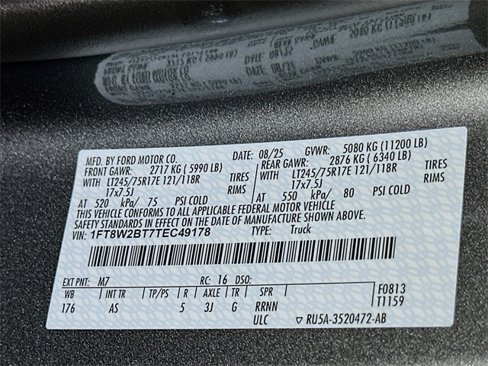 MFD. BY FORD MOTOR CO. DATE: 08/25 GVWR: 5080 KG (11200 LB)
FRONT GAWR: 2717 KG (5990 LB) REAR GAWR: 2876 KG (6340 LB)
WITH LT245/75R17E 121/118R TIRES WITH LT245/75R17E 121/118R TIRES
17x7.5J RIMS 17x7.5J RIMS
AT 520 kPa/ 75 PSI COLD AT 550 kPa/ 80 PSI COLD
THIS VEHICLE CONFORMS TO ALL APPLICABLE FEDERAL MOTOR VEHICLE
SAFETY STANDARDS IN EFFECT ON THE DATE OF MANUFACTURE SHOWN ABOVE.
VIN: 1FT8W2BT7TEC49178 TYPE: Truck
EXT PNT: M7 RC: 16 DSO: F0813
WB INT TR TP/PS R AXLE TR SPR T1159
176 AS 5 3J G RRNN
ULC ▽ RU5A-3520472-AB